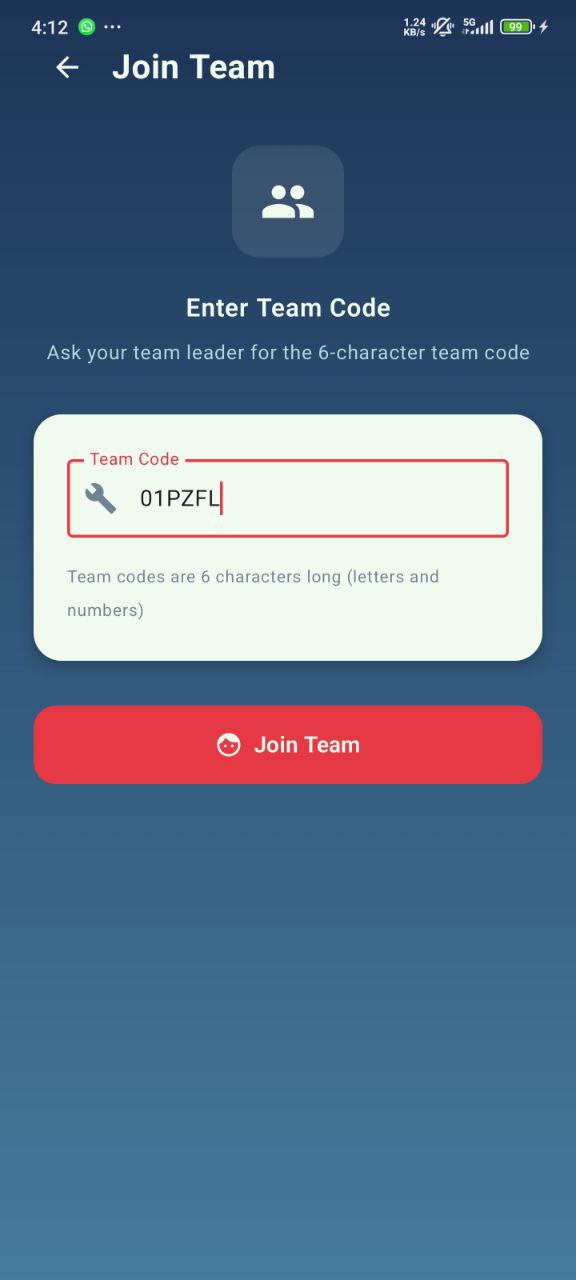 4:12 ...
1.24
KB/s
5G
99
Join Team
Enter Team Code
Ask your team leader for the 6-character team code
Team Code
01PZFL
Team codes are 6 characters long (letters and
numbers)
Join Team